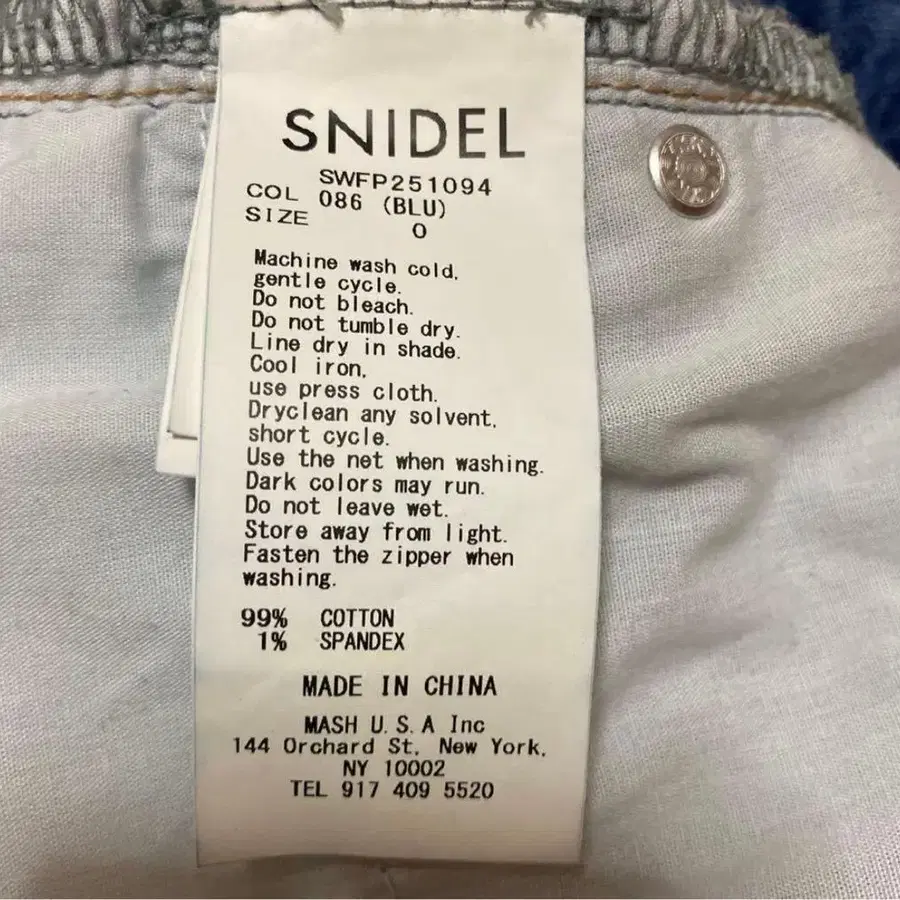 SNIDEL
SWFP251094
COL 086 (BLU)
SIZE 0
Machine wash cold,
gentle cycle.
Do not bleach.
Do not tumble dry.
Line dry in shade.
Cool iron,
use press cloth.
Dryclean any solvent,
short cycle.
Use the net when washing.
Dark colors may run.
Do not leave wet.
Store away from light.
Fasten the zipper when
washing.
99% COTTON
1% SPANDEX
MADE IN CHINA
MASH U.S.A Inc
144 Orchard St, New York,
NY 10002
TEL 917 409 5520